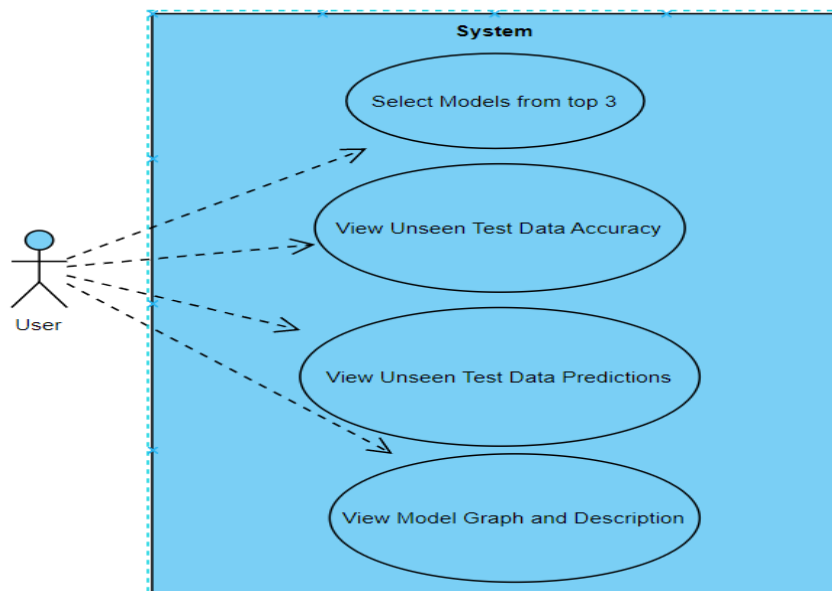 System
Select Models from top 3
View Unseen Test Data Accuracy
User
View Unseen Test Data Predictions
View Model Graph and Description